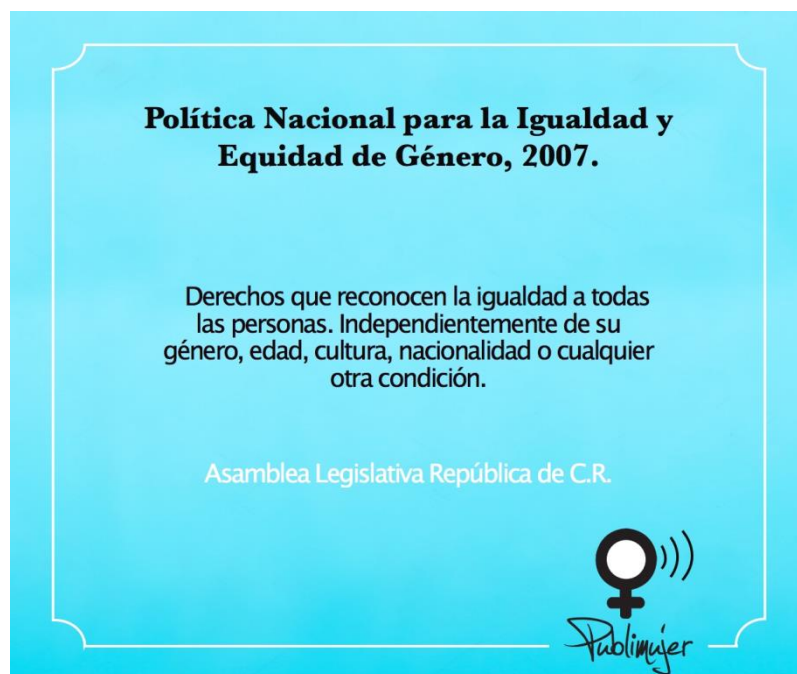 Política Nacional para la Igualdad y
Equidad de Género, 2007.
Derechos que reconocen la igualdad a todas
las personas. Independientemente de su
género, edad, cultura, nacionalidad o cualquier
otra condición.
Asamblea Legislativa República de C.R.
Publimujer